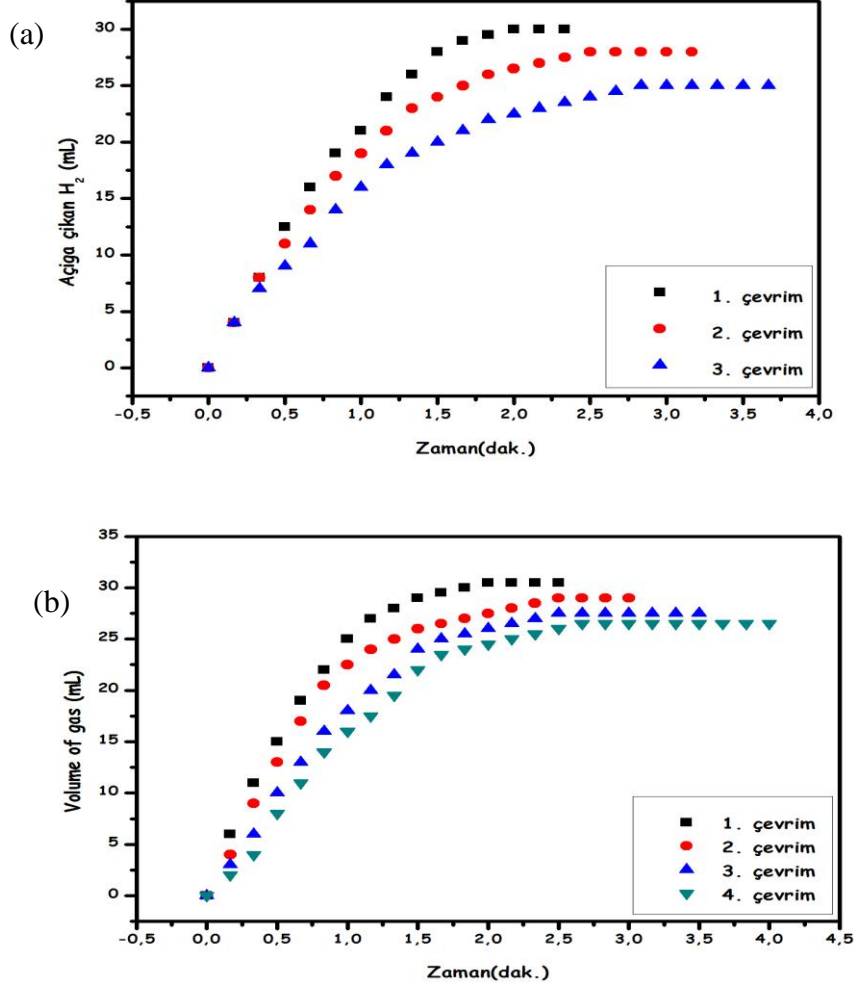 (a)
Açiga çikan H2 (mL)
30
25
20
15
10
5
0
1. çevrim
2. çevrim
3. çevrim
-0,5 0,0 0,5 1,0 1,5 2,0 2,5 3,0 3,5 4,0
Zaman(dak.)
(b)
Volume of gas (mL)
35
30
25
20
15
10
5
0
1. çevrim
2. çevrim
3. çevrim
4. çevrim
-0,5 0,0 0,5 1,0 1,5 2,0 2,5 3,0 3,5 4,0 4,5
Zaman(dak.)